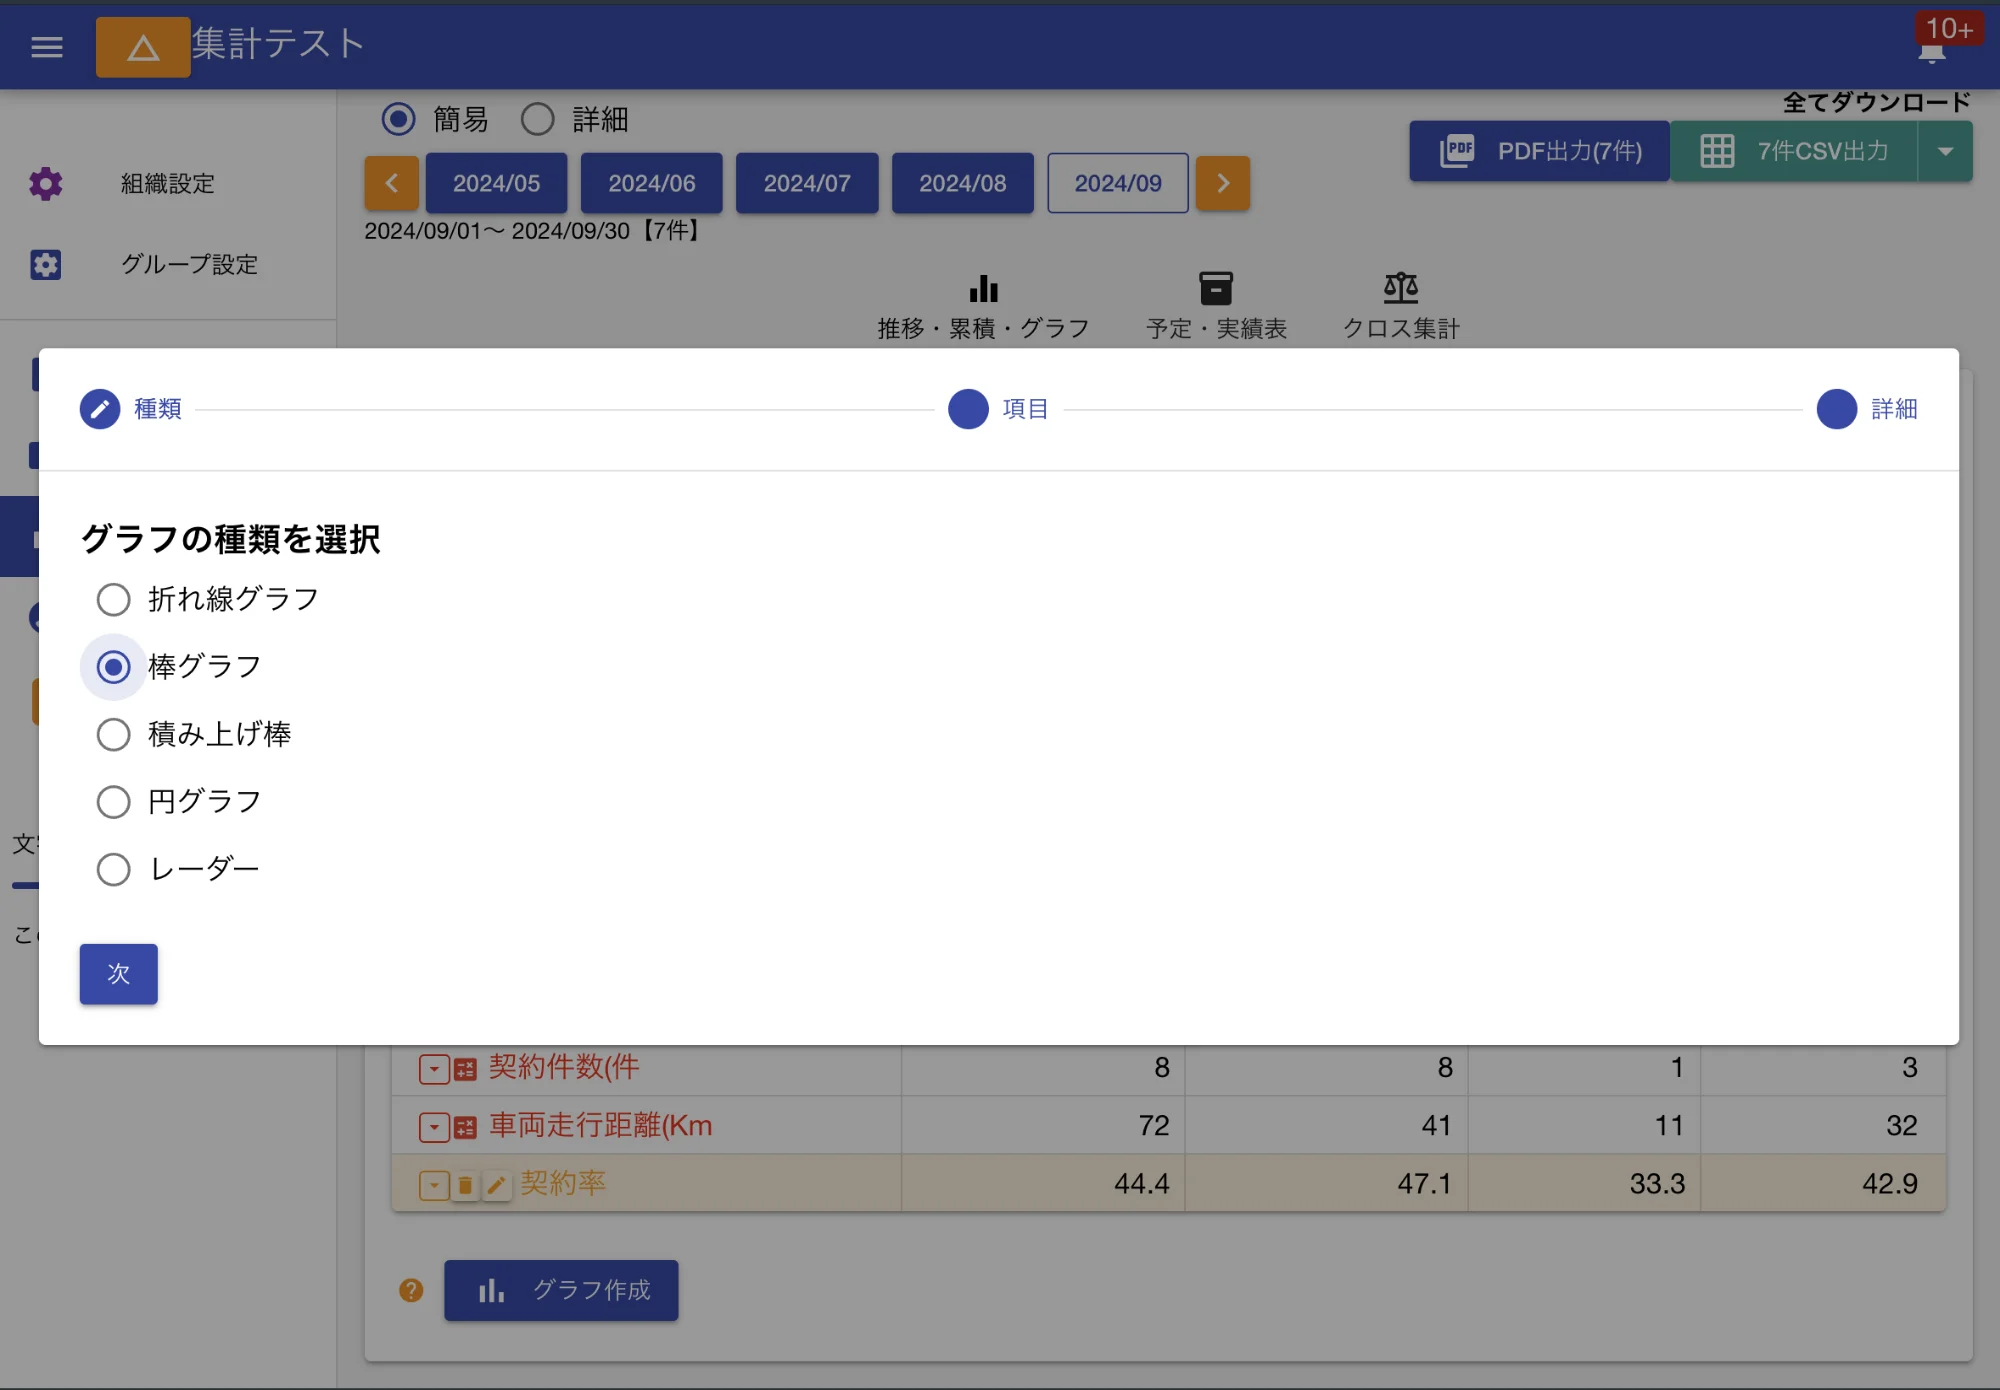 集計テスト
10+
簡易 詳細
全てダウンロード
PDF PDF出力(7件) 7件CSV出力
2024/05 2024/06 2024/07 2024/08 2024/09
2024/09/01〜 2024/09/30【7件】
組織設定
グループ設定
推移・累積・グラフ 予定・実績表 クロス集計
種類 項目 詳細
グラフの種類を選択
折れ線グラフ
棒グラフ
積み上げ棒
円グラフ
レーダー
文
こ
次
契約件数(件 8 8 1 3
車両走行距離(Km 72 41 11 32
契約率 44.4 47.1 33.3 42.9
? グラフ作成